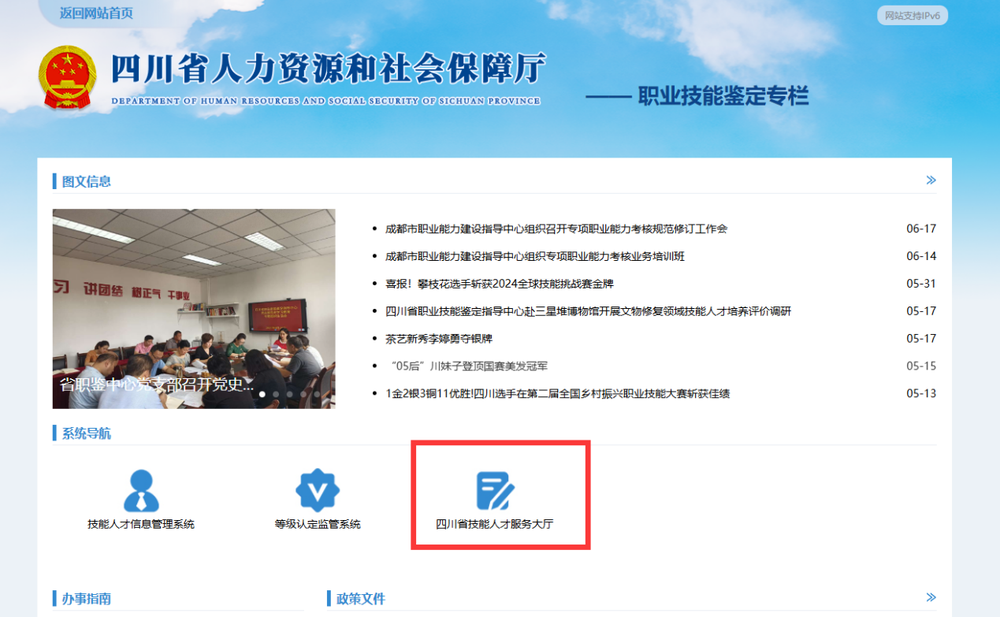 返回网站首页
网站支持IPv6
四川省人力资源和社会保障厅
DEPARTMENT OF HUMAN RESOURCES AND SOCIAL SECURITY OF SICHUAN PROVINCE
—— 职业技能鉴定专栏
图文信息
习 讲团结 树正气 干事业
省职鉴中心党支部召开党史...
成都市职业能力建设指导中心组织召开专项职业能力考核规范修订工作会 06-17
成都市职业能力建设指导中心组织专项职业能力考核业务培训班 06-14
喜报！攀枝花选手斩获2024全球技能挑战赛金牌 05-31
四川省职业技能鉴定指导中心赴三星堆博物馆开展文物修复领域技能人才培养评价调研 05-17
茶艺新秀李婷勇夺银牌 05-17
“05后”川妹子登顶国赛美发冠军 05-15
1金2银3铜11优胜!四川选手在第二届全国乡村振兴职业技能大赛斩获佳绩 05-13
系统导航
技能人才信息管理系统
等级认定监管系统
四川省技能人才服务大厅
办事指南
政策文件